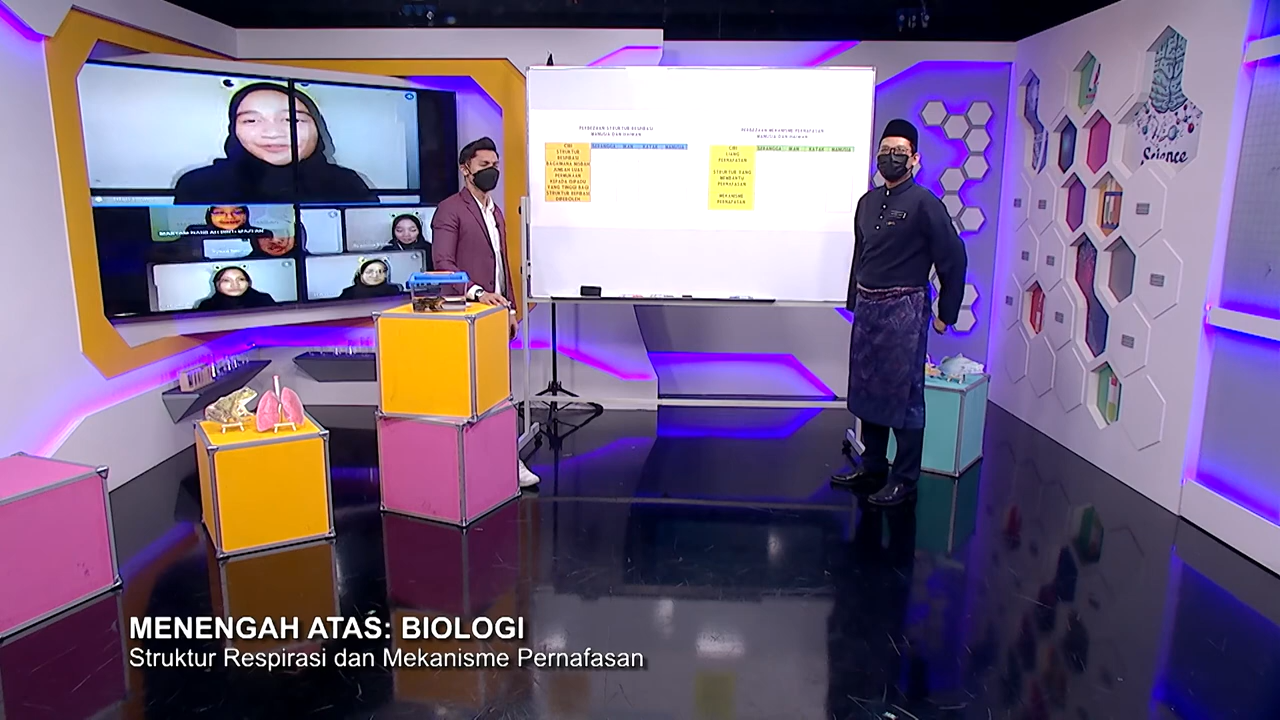 PERBEZAAN STRUKTUR RESPIRASI
MANUSIA DAN HAIWAN
CIRI SERANGGA IKAN KATAK MANUSIA
STRUKTUR
RESPIRASI
BAGAIMANA NISBAH
JUMLAH LUAS
PERMUKAAN
KEPADA ISIPADU
YANG TINGGI BAGI
STRUKTUR RESPIRASI
DIPEROLEH
PERBEZAAN MEKANISME PERNAFASAN
MANUSIA DAN HAIWAN
CIRI SERANGGA IKAN KATAK MANUSIA
LIANG
PERNAFASAN
STRUKTUR YANG
MEMBANTU
PERNAFASAN
MEKANISME
PERNAFASAN
Science
MENENGAH ATAS: BIOLOGI
Struktur Respirasi dan Mekanisme Pernafasan